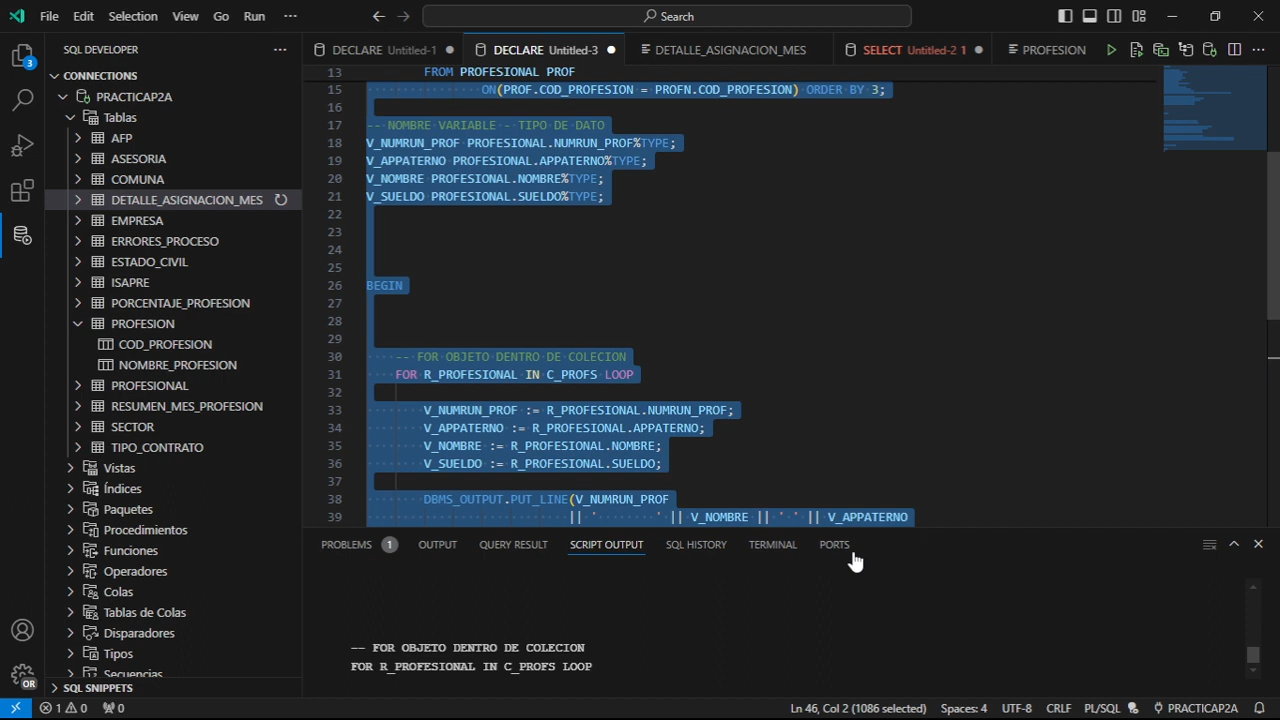 File Edit Selection View Go Run ··· Search
SQL DEVELOPER ···
CONNECTIONS
PRACTICAP2A
Tablas
AFP
ASESORIA
COMUNA
DETALLE_ASIGNACION_MES
EMPRESA
ERRORES_PROCESO
ESTADO_CIVIL
ISAPRE
PORCENTAJE_PROFESION
PROFESION
COD_PROFESION
NOMBRE_PROFESION
PROFESIONAL
RESUMEN_MES_PROFESION
SECTOR
TIPO_CONTRATO
Vistas
Índices
Paquetes
Procedimientos
Funciones
Operadores
Colas
Tablas de Colas
Disparadores
Tipos
Secuencias
SQL SNIPPETS
3
OR
DECLARE Untitled-1 DECLARE Untitled-3 DETALLE_ASIGNACION_MES SELECT Untitled-2 1 PROFESION
13 FROM PROFESIONAL PROF
15 ON(PROF.COD_PROFESION = PROFN.COD_PROFESION) ORDER BY 3;
16
17 -- NOMBRE VARIABLE - TIPO DE DATO
18 V_NUMRUN_PROF PROFESIONAL.NUMRUN_PROF%TYPE;
19 V_APPATERNO PROFESIONAL.APPATERNO%TYPE;
20 V_NOMBRE PROFESIONAL.NOMBRE%TYPE;
21 V_SUELDO PROFESIONAL.SUELDO%TYPE;
22
23
24
25
26 BEGIN
27
28
29
30 -- FOR OBJETO DENTRO DE COLECION
31 FOR R_PROFESIONAL IN C_PROFS LOOP
32
33 V_NUMRUN_PROF := R_PROFESIONAL.NUMRUN_PROF;
34 V_APPATERNO := R_PROFESIONAL.APPATERNO;
35 V_NOMBRE := R_PROFESIONAL.NOMBRE;
36 V_SUELDO := R_PROFESIONAL.SUELDO;
37
38 DBMS_OUTPUT.PUT_LINE(V_NUMRUN_PROF
39 || '        ' || V_NOMBRE || ' ' || V_APPATERNO
PROBLEMS 1 OUTPUT QUERY RESULT SCRIPT OUTPUT SQL HISTORY TERMINAL PORTS
-- FOR OBJETO DENTRO DE COLECION
FOR R_PROFESIONAL IN C_PROFS LOOP
1 0 0 Ln 46, Col 2 (1086 selected) Spaces: 4 UTF-8 CRLF PL/SQL PRACTICAP2A